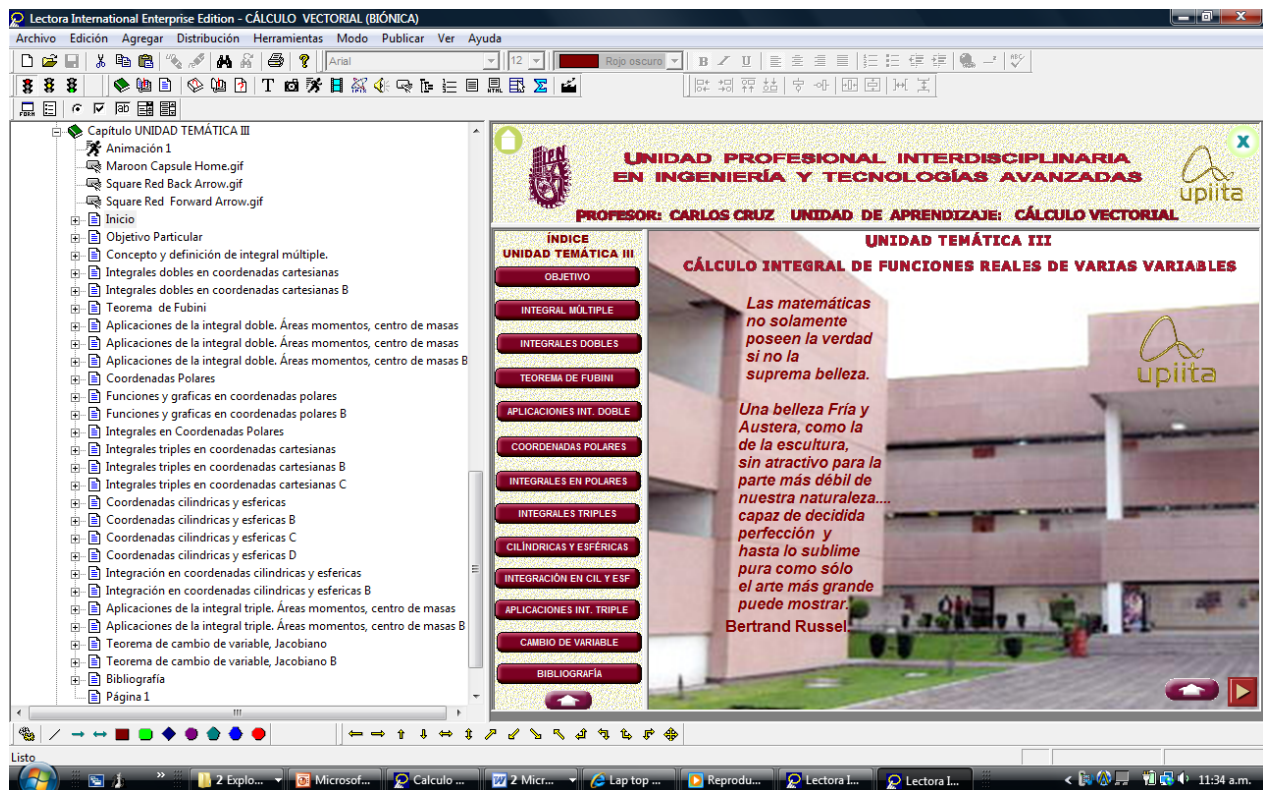 Lectora International Enterprise Edition - CÁLCULO VECTORIAL (BIÓNICA)
Archivo Edición Agregar Distribución Herramientas Modo Publicar Ver Ayuda
Arial 12 Rojo oscuro B Z U
Capítulo UNIDAD TEMÁTICA III
Animación 1
Maroon Capsule Home.gif
Square Red Back Arrow.gif
Square Red Forward Arrow.gif
Inicio
Objetivo Particular
Concepto y definición de integral múltiple.
Integrales dobles en coordenadas cartesianas
Integrales dobles en coordenadas cartesianas B
Teorema de Fubini
Aplicaciones de la integral doble. Áreas momentos, centro de masas
Aplicaciones de la integral doble. Áreas momentos, centro de masas
Aplicaciones de la integral doble. Áreas momentos, centro de masas B
Coordenadas Polares
Funciones y graficas en coordenadas polares
Funciones y graficas en coordenadas polares B
Integrales en Coordenadas Polares
Integrales triples en coordenadas cartesianas
Integrales triples en coordenadas cartesianas B
Integrales triples en coordenadas cartesianas C
Coordenadas cilindricas y esfericas
Coordenadas cilindricas y esfericas B
Coordenadas cilindricas y esfericas C
Coordenadas cilindricas y esfericas D
Integración en coordenadas cilindricas y esfericas
Integración en coordenadas cilindricas y esfericas B
Aplicaciones de la integral triple. Áreas momentos, centro de masas
Aplicaciones de la integral triple. Áreas momentos, centro de masas B
Teorema de cambio de variable, Jacobiano
Teorema de cambio de variable, Jacobiano B
Bibliografía
Página 1
UNIDAD PROFESIONAL INTERDISCIPLINARIA
EN INGENIERÍA Y TECNOLOGÍAS AVANZADAS
PROFESOR: CARLOS CRUZ UNIDAD DE APRENDIZAJE: CÁLCULO VECTORIAL
upiita
x
ÍNDICE
UNIDAD TEMÁTICA III
OBJETIVO
INTEGRAL MÚLTIPLE
INTEGRALES DOBLES
TEOREMA DE FUBINI
APLICACIONES INT. DOBLE
COORDENADAS POLARES
INTEGRALES EN POLARES
INTEGRALES TRIPLES
CILÍNDRICAS Y ESFÉRICAS
INTEGRACIÓN EN CIL Y ESF
APLICACIONES INT. TRIPLE
CAMBIO DE VARIABLE
BIBLIOGRAFÍA
UNIDAD TEMÁTICA III
CÁLCULO INTEGRAL DE FUNCIONES REALES DE VARIAS VARIABLES
Las matemáticas
no solamente
poseen la verdad
si no la
suprema belleza.
Una belleza Fría y
Austera, como la
de la escultura,
sin atractivo para la
parte más débil de
nuestra naturaleza....
capaz de decidida
perfección y
hasta lo sublime
pura como sólo
el arte más grande
puede mostrar.
Bertrand Russel.
upiita
Listo
2 Explo... Microsof... Calculo ... 2 Micr... Lap top ... Reprodu... Lectora I... Lectora I... 11:34 a.m.